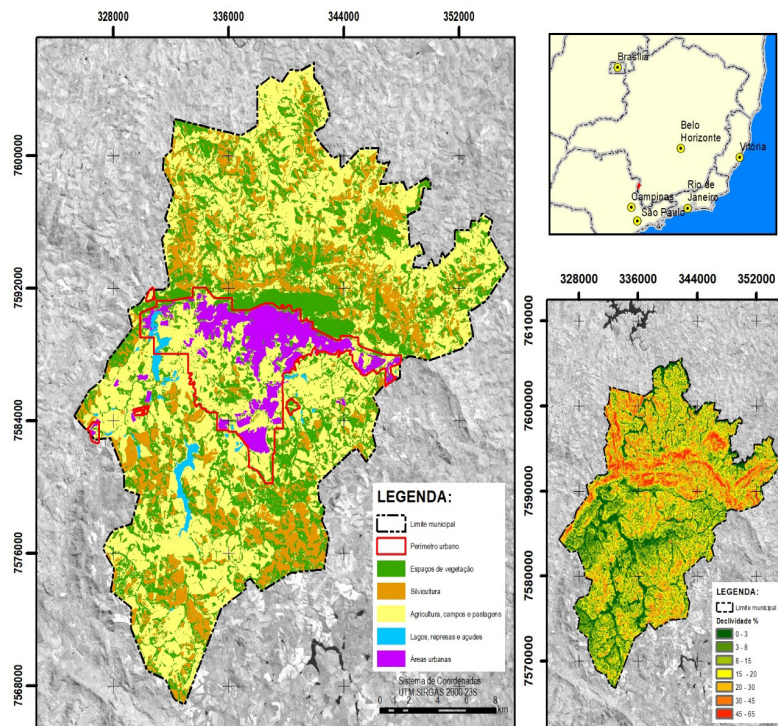 328000 336000 344000 352000
7600000
7592000
7584000
7576000
7568000
LEGENDA:
Limite municipal
Perímetro urbano
Espaços de vegetação
Silvicultura
Agricultura, campos e pastagens
Lagos, represas e açudes
Áreas urbanas
Sistema de Coordenadas
UTM SIRGAS 2000 23S
0 2 4 8
km
Brasília
Belo
Horizonte
Vitória
Rio de
Janeiro
Campinas
São Paulo
328000 336000 344000 352000
7610000
7600000
7590000
7580000
7570000
LEGENDA:
Limite municipal
Declividade %
0 - 3
3 - 8
8 - 15
15 - 20
20 - 30
30 - 45
45 - 65